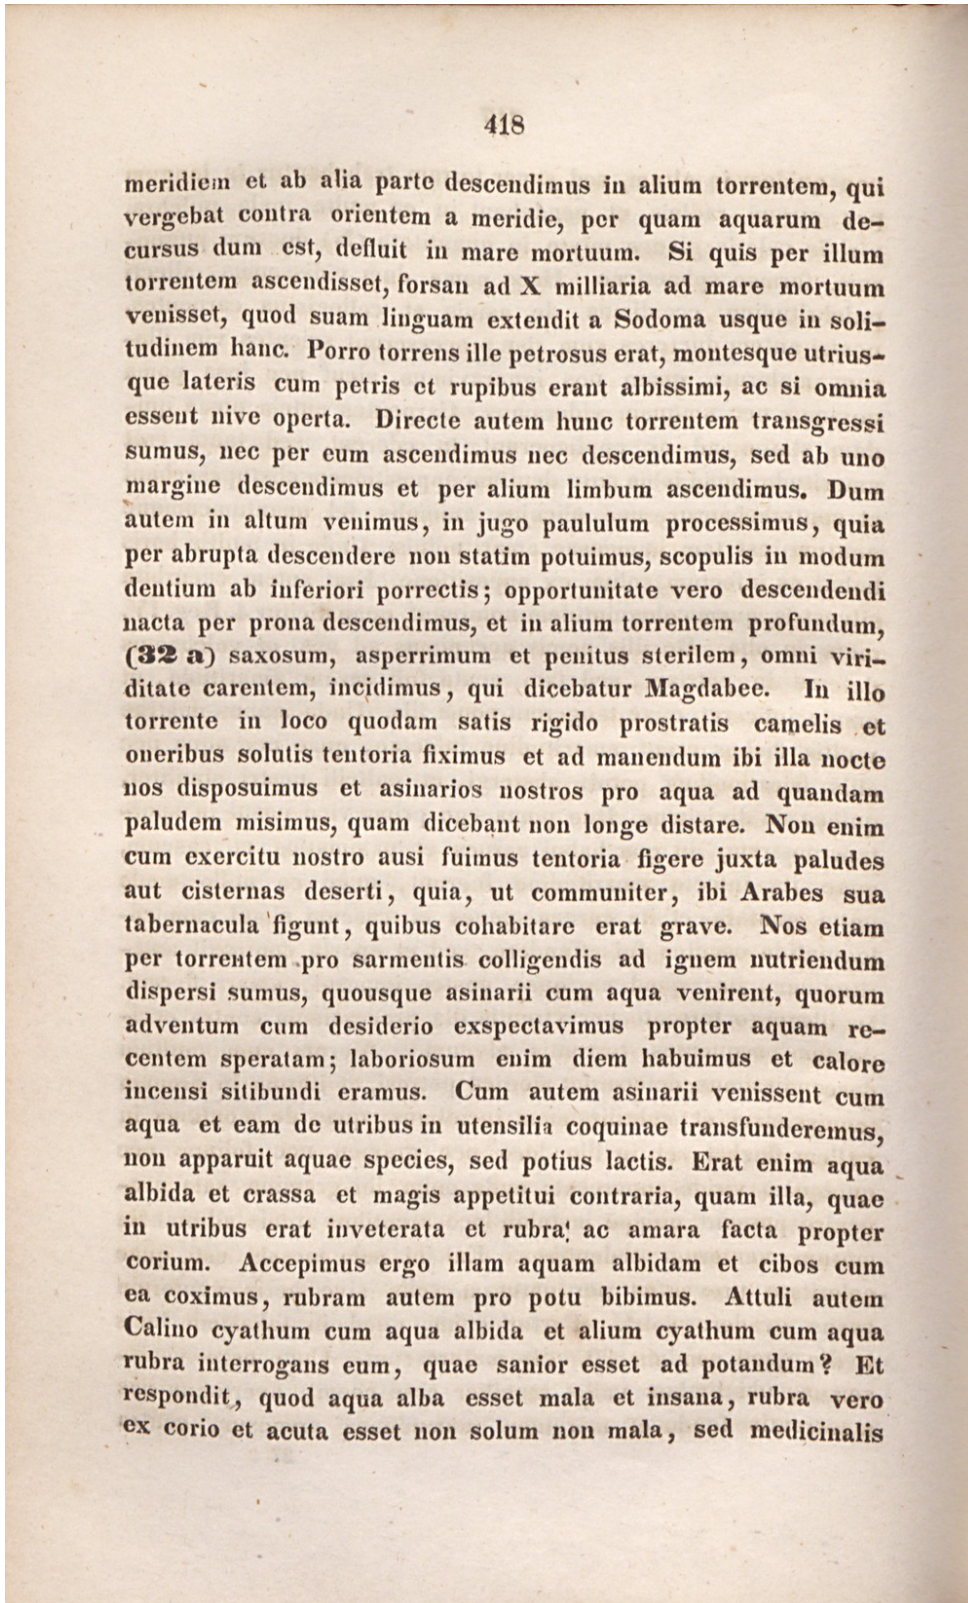 418
meridiem et ab alia parte descendimus in alium torrentem, qui
vergebat contra orientem a meridie, per quam aquarum de-
cursus dum est, defluit in mare mortuum. Si quis per illum
torrentem ascendisset, forsan ad X milliaria ad mare mortuum
venisset, quod suam linguam extendit a Sodoma usque in soli-
tudinem hanc. Porro torrens ille petrosus erat, montesque utrius-
que lateris cum petris et rupibus erant albissimi, ac si omnia
essent nive operta. Directe autem hunc torrentem transgressi
sumus, nec per eum ascendimus nec descendimus, sed ab uno
margine descendimus et per alium limbum ascendimus. Dum
autem in altum venimus, in jugo paululum processimus, quia
per abrupta descendere non statim potuimus, scopulis in modum
dentium ab inferiori porrectis; opportunitate vero descendendi
nacta per prona descendimus, et in alium torrentem profundum,
(32 a) saxosum, asperrimum et penitus sterilem, omni viri-
ditate carentem, incidimus, qui dicebatur Magdabee. In illo
torrente in loco quodam satis rigido prostratis camelis et
oneribus solutis tentoria fiximus et ad manendum ibi illa nocte
nos disposuimus et asinarios nostros pro aqua ad quandam
paludem misimus, quam dicebant non longe distare. Non enim
cum exercitu nostro ausi fuimus tentoria figere juxta paludes
aut cisternas deserti, quia, ut communiter, ibi Arabes sua
tabernacula figunt, quibus cohabitare erat grave. Nos etiam
per torrentem pro sarmentis colligendis ad ignem nutriendum
dispersi sumus, quousque asinarii cum aqua venirent, quorum
adventum cum desiderio exspectavimus propter aquam re-
centem speratam; laboriosum enim diem habuimus et calore
incensi sitibundi eramus. Cum autem asinarii venissent cum
aqua et eam de utribus in utensilia coquinae transfunderemus,
non apparuit aquae species, sed potius lactis. Erat enim aqua
albida et crassa et magis appetitui contraria, quam illa, quae
in utribus erat inveterata et rubra ac amara facta propter
corium. Accepimus ergo illam aquam albidam et cibos cum
ea coximus, rubram autem pro potu bibimus. Attuli autem
Calino cyathum cum aqua albida et alium cyathum cum aqua
rubra interrogans eum, quae sanior esset ad potandum? Et
respondit, quod aqua alba esset mala et insana, rubra vero
ex corio et acuta esset non solum non mala, sed medicinalis